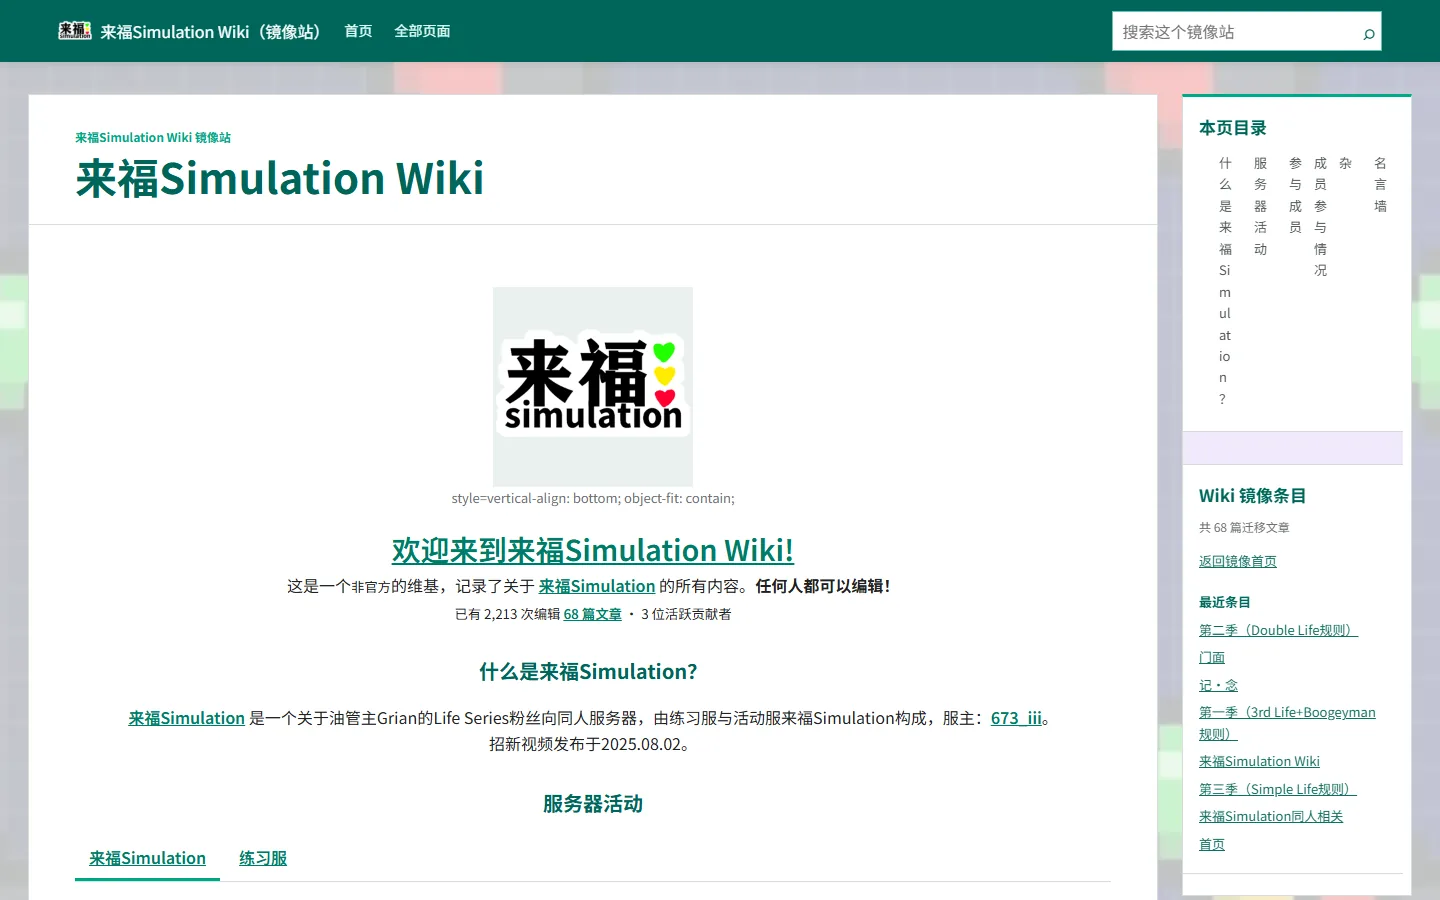 来福Simulation Wiki（镜像站）
首页
全部页面
搜索这个镜像站
来福Simulation Wiki 镜像站
来福Simulation Wiki
来福
simulation
style=vertical-align: bottom; object-fit: contain;
欢迎来到来福Simulation Wiki!
这是一个非官方的维基，记录了关于 来福Simulation 的所有内容。任何人都可以编辑！
已有 2,213 次编辑 68 篇文章 · 3 位活跃贡献者
什么是来福Simulation？
来福Simulation 是一个关于油管主Grian的Life Series粉丝向同人服务器，由练习服与活动服来福Simulation构成，服主：673_iii。
招新视频发布于2025.08.02。
服务器活动
来福Simulation
练习服
本页目录
什么是来福Simulation？
服务器活动
参与成员
成员参与情况
杂
名言墙
Wiki 镜像条目
共 68 篇迁移文章
返回镜像首页
最近条目
第二季（Double Life规则）
门面
记・念
第一季（3rd Life+Boogeyman
规则）
来福Simulation Wiki
第三季（Simple Life规则）
来福Simulation同人相关
首页